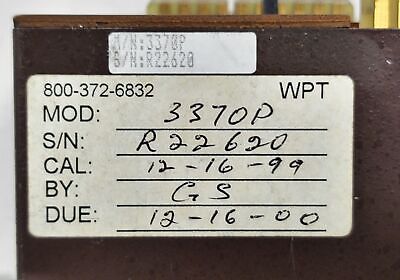 M/N:3370P
S/N:R22620
800-372-6832 WPT
MOD: 3370P
S/N: R22620
CAL: 12-16-99
BY: GS
DUE: 12-16-00